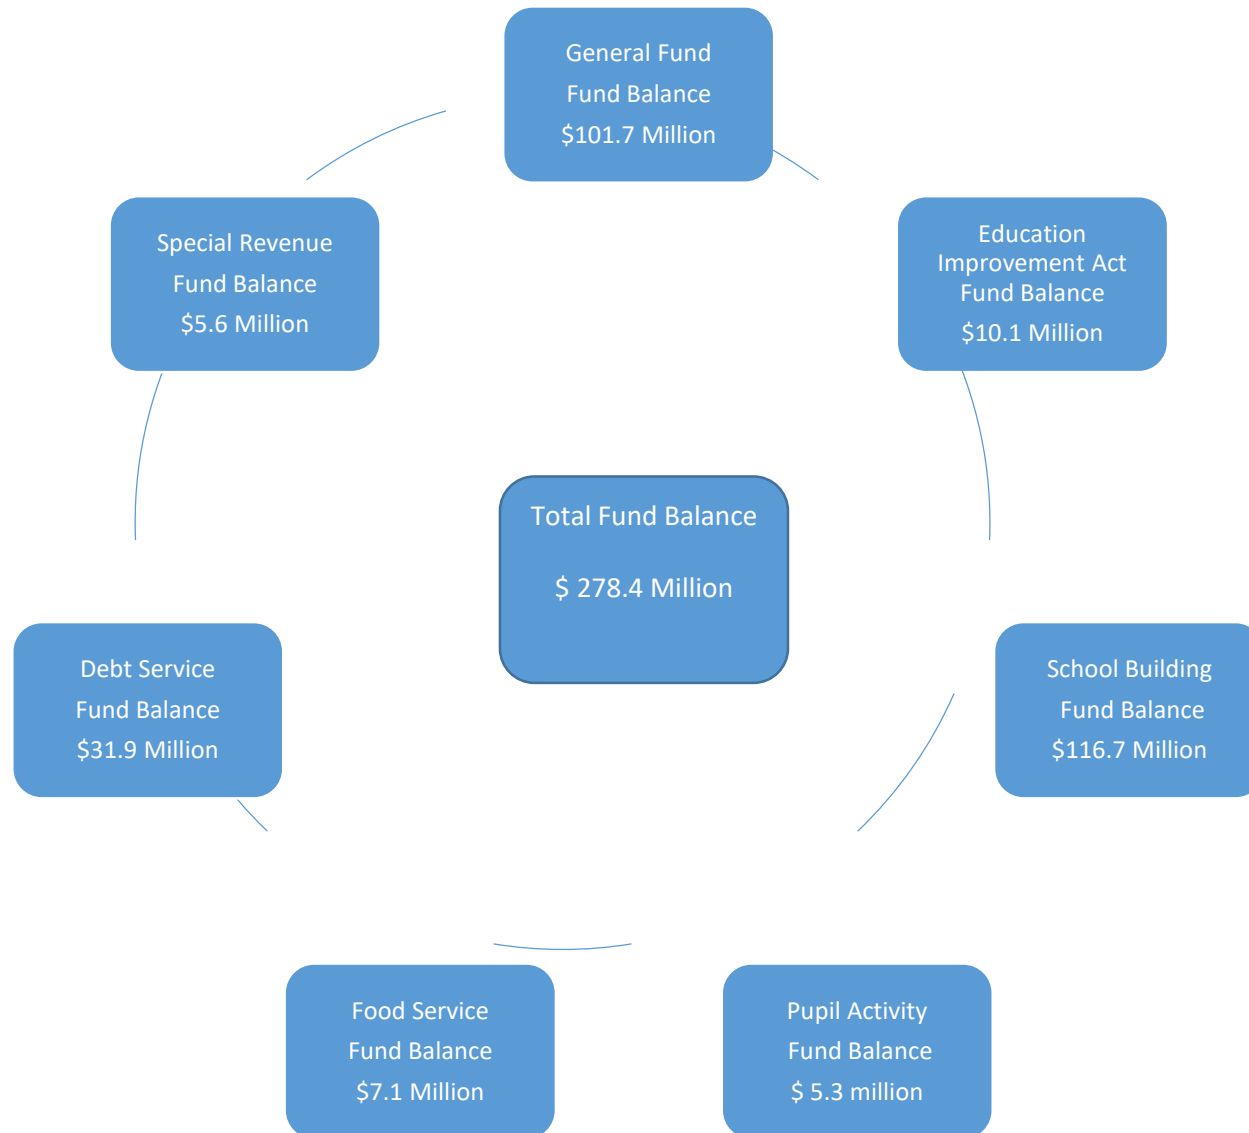 General Fund
Fund Balance
$101.7 Million
Special Revenue
Fund Balance
$5.6 Million
Education
Improvement Act
Fund Balance
$10.1 Million
Total Fund Balance
$ 278.4 Million
Debt Service
Fund Balance
$31.9 Million
School Building
Fund Balance
$116.7 Million
Food Service
Fund Balance
$7.1 Million
Pupil Activity
Fund Balance
$ 5.3 million